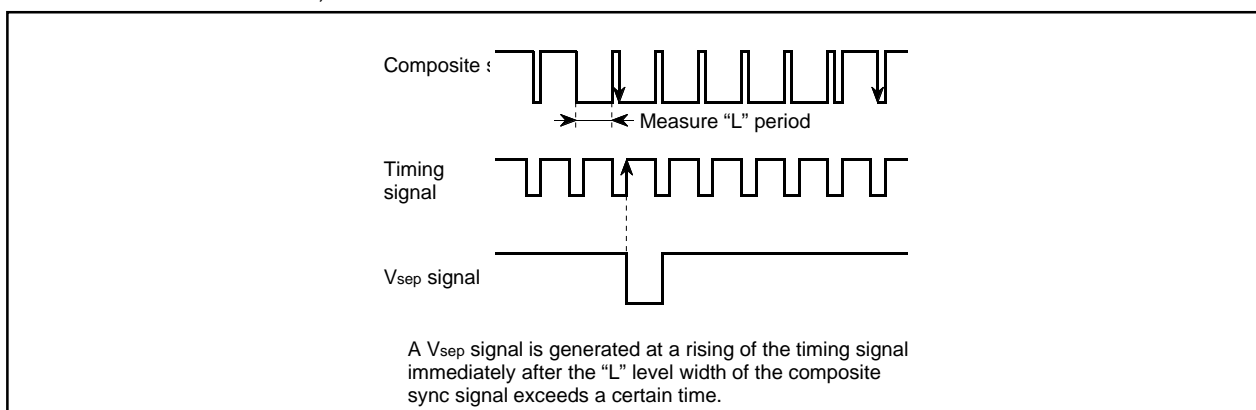 Composite s
Measure “L” period
Timing
signal
Vsep signal
A Vsep signal is generated at a rising of the timing signal
immediately after the “L” level width of the composite
sync signal exceeds a certain time.